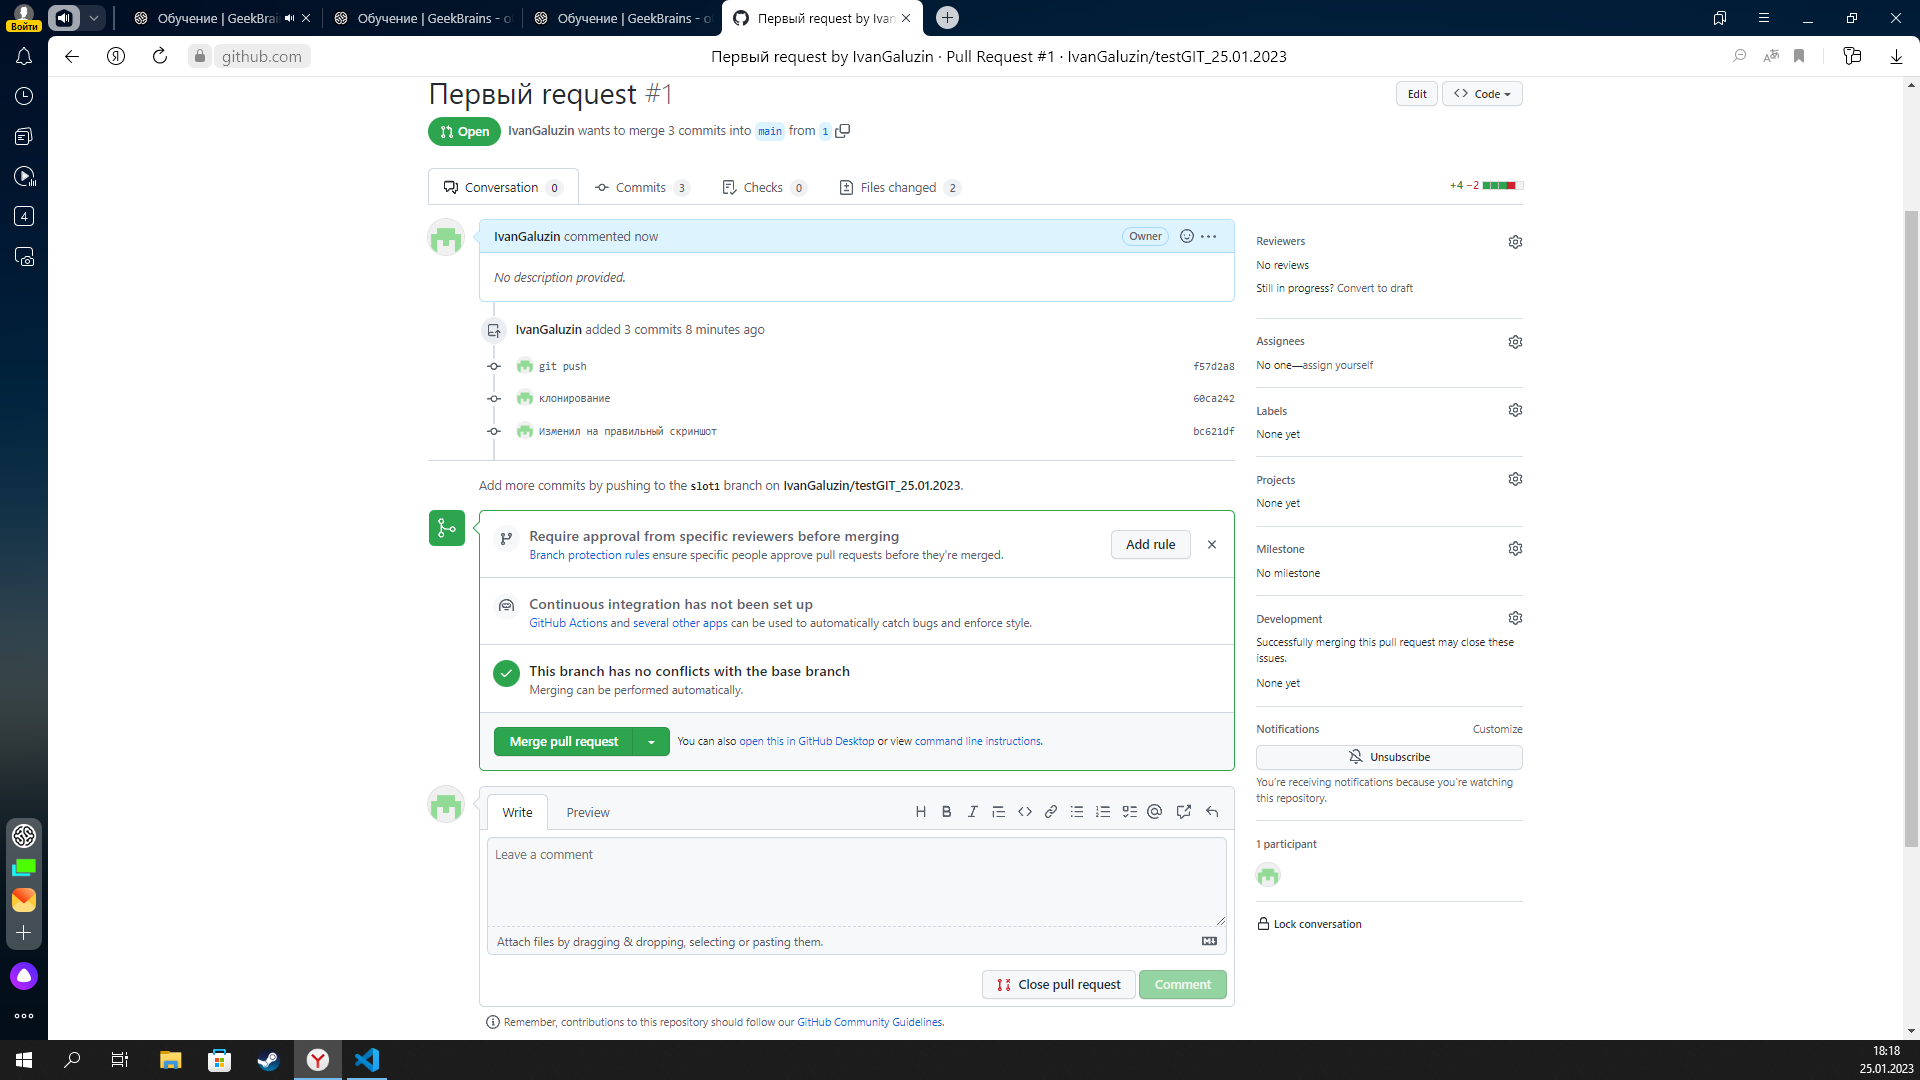 Войти
Обучение | GeekBrai
Обучение | GeekBrains - о
Обучение | GeekBrains - о
Первый request by Ivan
github.com
Первый request by IvanGaluzin · Pull Request #1 · IvanGaluzin/testGIT_25.01.2023
4
Первый request #1
Edit
Code
Open
IvanGaluzin wants to merge 3 commits into main from 1
Conversation 0
Commits 3
Checks 0
Files changed 2
+4 −2
IvanGaluzin commented now
Owner
No description provided.
IvanGaluzin added 3 commits 8 minutes ago
git push f57d2a8
клонирование 60ca242
Изменил на правильный скриншот bc621df
Add more commits by pushing to the slot1 branch on IvanGaluzin/testGIT_25.01.2023.
Require approval from specific reviewers before merging
Branch protection rules ensure specific people approve pull requests before they're merged.
Add rule
Continuous integration has not been set up
GitHub Actions and several other apps can be used to automatically catch bugs and enforce style.
This branch has no conflicts with the base branch
Merging can be performed automatically.
Merge pull request
You can also open this in GitHub Desktop or view command line instructions.
Write
Preview
Leave a comment
Attach files by dragging & dropping, selecting or pasting them.
Close pull request
Comment
Remember, contributions to this repository should follow our GitHub Community Guidelines.
Reviewers
No reviews
Still in progress? Convert to draft
Assignees
No one—assign yourself
Labels
None yet
Projects
None yet
Milestone
No milestone
Development
Successfully merging this pull request may close these
issues.
None yet
Notifications
Customize
Unsubscribe
You're receiving notifications because you're watching
this repository.
1 participant
Lock conversation
18:18
25.01.2023